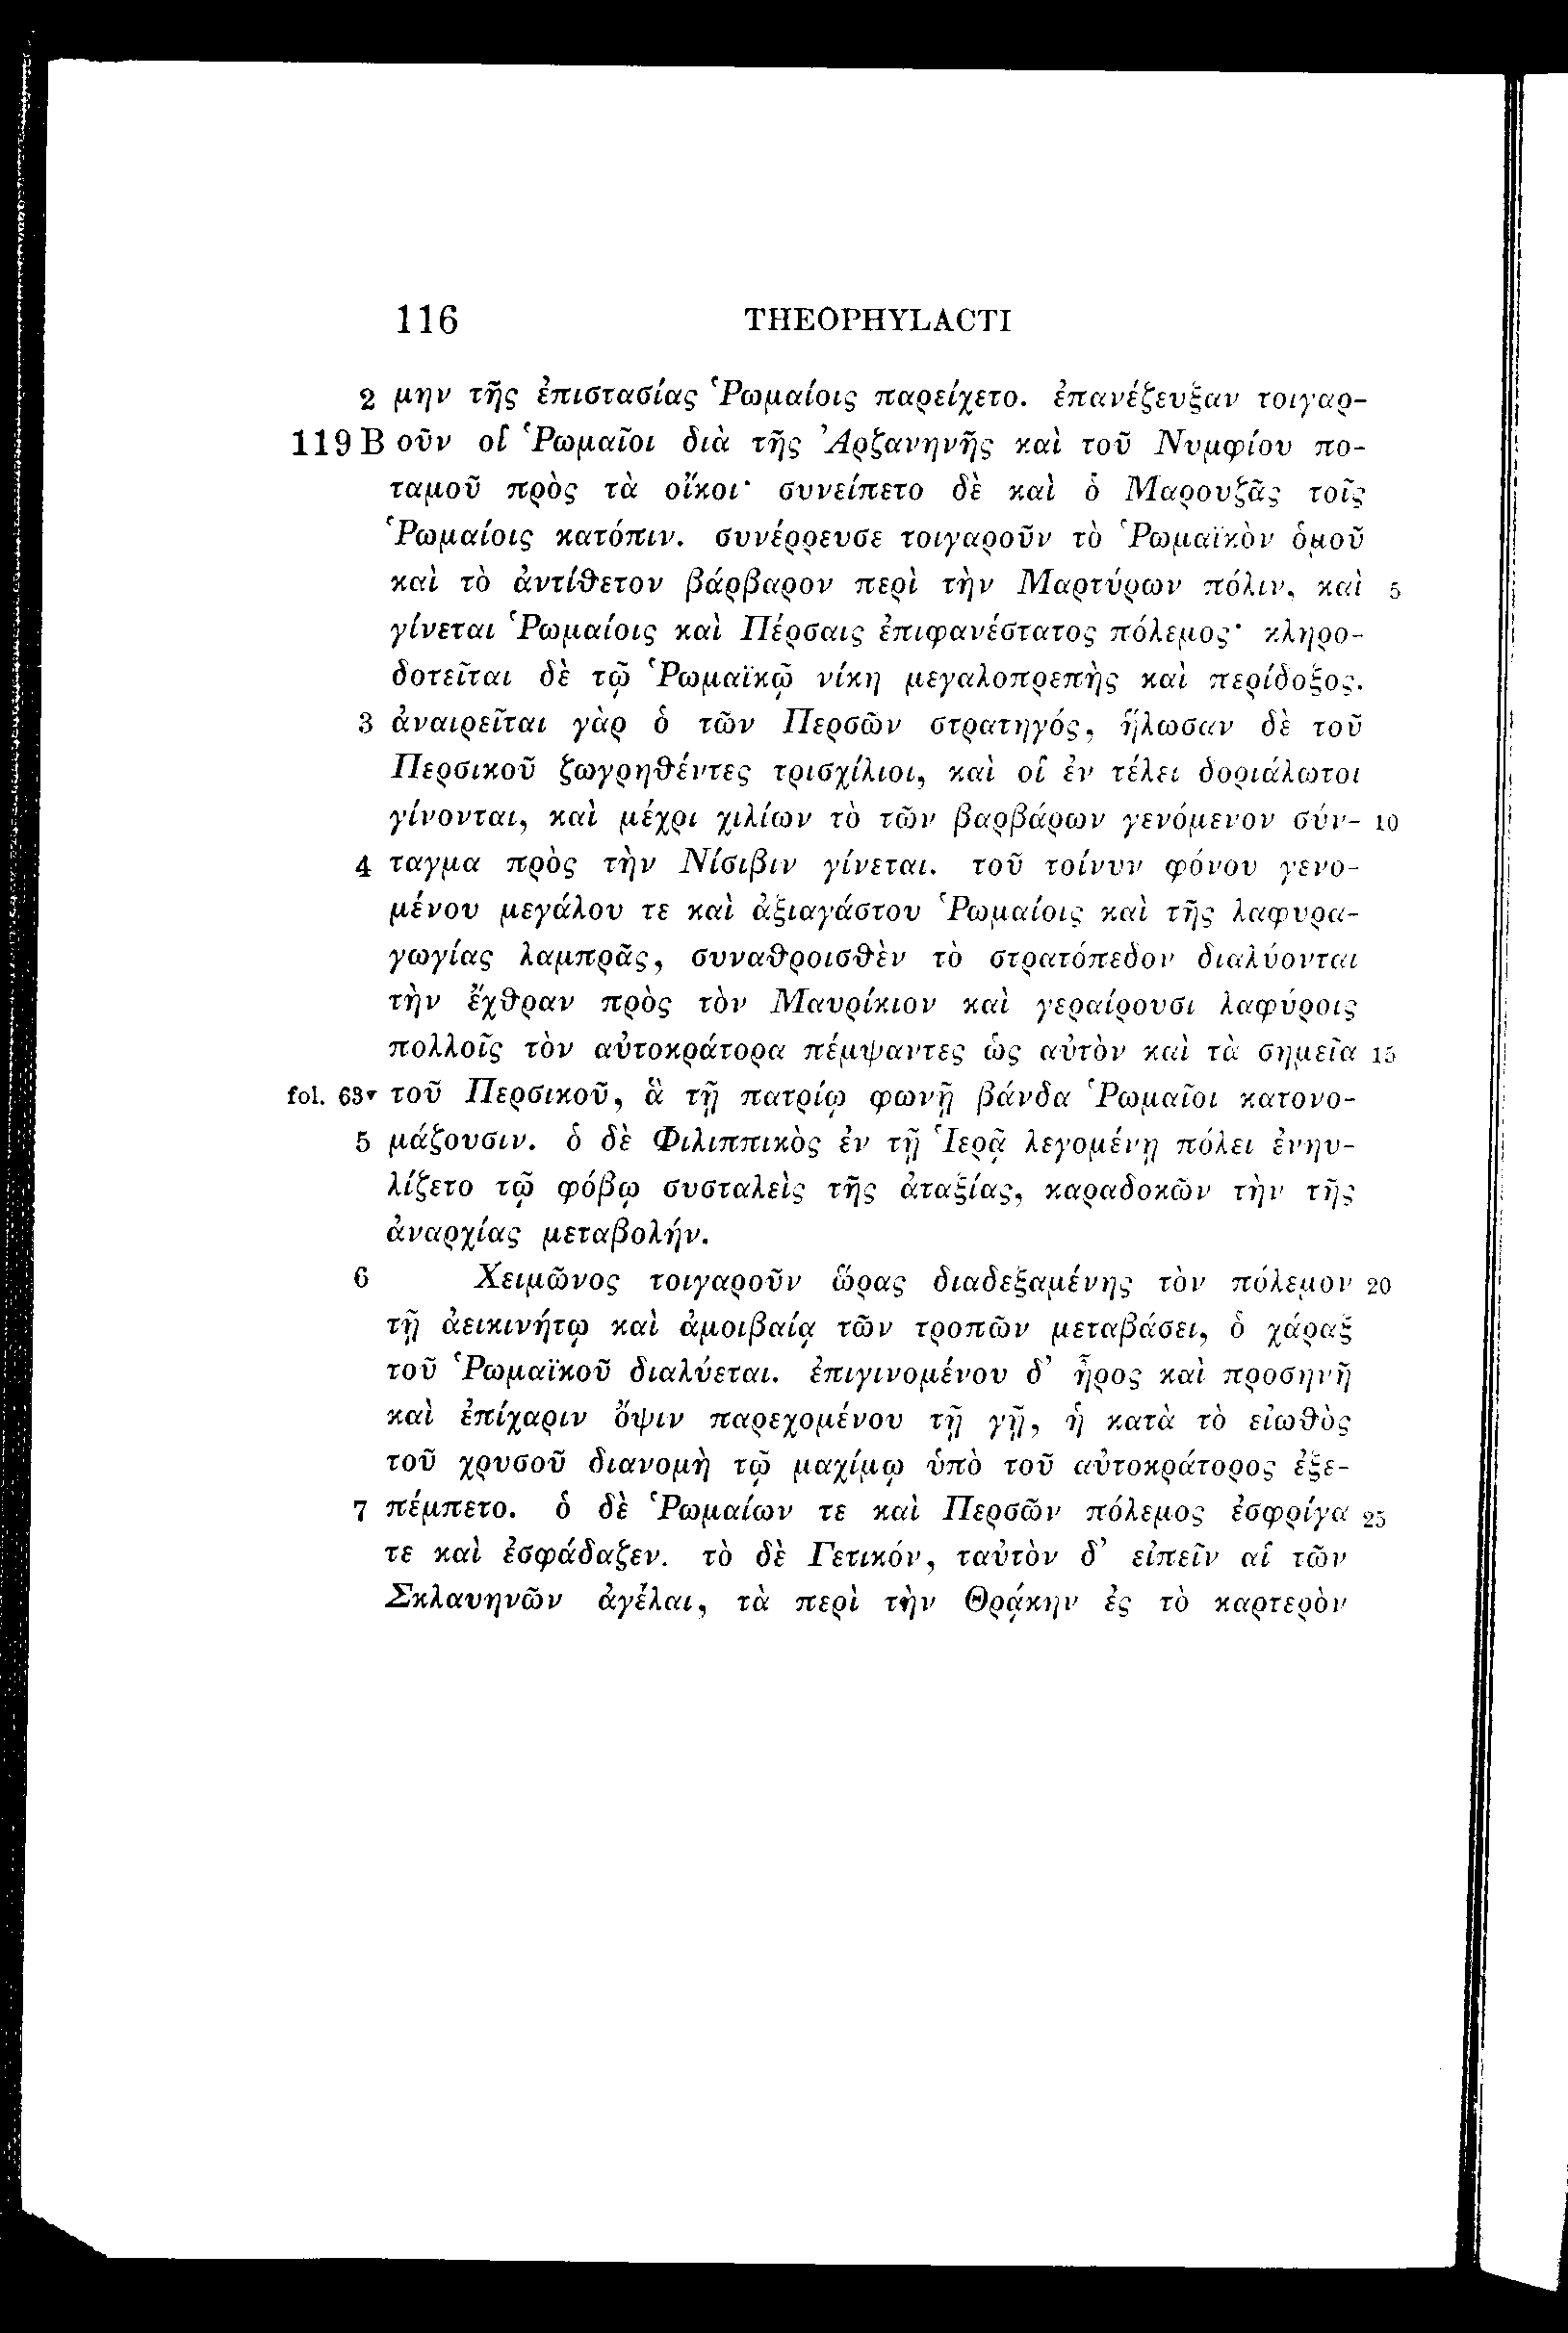 116 THEOPHYLACTI
2 μην τῆς ἐπιστασίας Ῥωμαίοις παρείχετο. ἐπανέζευξαν τοιγαρ-
119 B οῦν οἱ Ῥωμαῖοι διὰ τῆς Ἀρζανηνῆς καὶ τοῦ Νυμφίου πο-
ταμοῦ πρὸς τὰ οἴκοι· συνείπετο δὲ καὶ ὁ Μαρουζᾶς τοῖς
Ῥωμαίοις κατόπιν. συνέρρευσε τοιγαροῦν τὸ Ῥωμαϊκὸν ὁμοῦ
καὶ τὸ ἀντίθετον βάρβαρον περὶ τὴν Μαρτύρων πόλιν, καὶ 5
γίνεται Ῥωμαίοις καὶ Πέρσαις ἐπιφανέστατος πόλεμος· κληρο-
δοτεῖται δὲ τῷ Ῥωμαϊκῷ νίκη μεγαλοπρεπὴς καὶ περίδοξος.
3 ἀναιρεῖται γὰρ ὁ τῶν Περσῶν στρατηγός, ἥλωσαν δὲ τοῦ
Περσικοῦ ζωγρηθέντες τρισχίλιοι, καὶ οἱ ἐν τέλει δοριάλωτοι
γίνονται, καὶ μέχρι χιλίων τὸ τῶν βαρβάρων γενόμενον σύν- 10
4 ταγμα πρὸς τὴν Νίσιβιν γίνεται. τοῦ τοίνυν φόνου γενο-
μένου μεγάλου τε καὶ ἀξιαγάστου Ῥωμαίοις καὶ τῆς λαφυρα-
γωγίας λαμπρᾶς, συναθροισθὲν τὸ στρατόπεδον διαλύονται
τὴν ἔχθραν πρὸς τὸν Μαυρίκιον καὶ γεραίρουσι λαφύροις
πολλοῖς τὸν αὐτοκράτορα πέμψαντες ὡς αὐτὸν καὶ τὰ σημεῖα 15
fol. 63v τοῦ Περσικοῦ, ἃ τῇ πατρίῳ φωνῇ βάνδα Ῥωμαῖοι κατονο-
5 μάζουσιν. ὁ δὲ Φιλιππικὸς ἐν τῇ Ἱερᾷ λεγομένῃ πόλει ἐνηυ-
λίζετο τῷ φόβῳ συσταλεὶς τῆς ἀταξίας, καραδοκῶν τὴν τῆς
ἀναρχίας μεταβολήν.
6 Χειμῶνος τοιγαροῦν ὥρας διαδεξαμένης τὸν πόλεμον 20
τῇ ἀεικινήτῳ καὶ ἀμοιβαίᾳ τῶν τροπῶν μεταβάσει, ὁ χάραξ
τοῦ Ῥωμαϊκοῦ διαλύεται. ἐπιγινομένου δ’ ἦρος καὶ προσηνῆ
καὶ ἐπίχαριν ὄψιν παρεχομένου τῇ γῇ, ἡ κατὰ τὸ εἰωθὸς
τοῦ χρυσοῦ διανομὴ τῷ μαχίμῳ ὑπὸ τοῦ αὐτοκράτορος ἐξε-
7 πέμπετο. ὁ δὲ Ῥωμαίων τε καὶ Περσῶν πόλεμος ἐσφρίγα 25
τε καὶ ἐσφάδαζεν. τὸ δὲ Γετικόν, ταὐτὸν δ’ εἰπεῖν αἱ τῶν
Σκλαυηνῶν ἀγέλαι, τὰ περὶ τὴν Θρᾴκην ἐς τὸ καρτερὸν